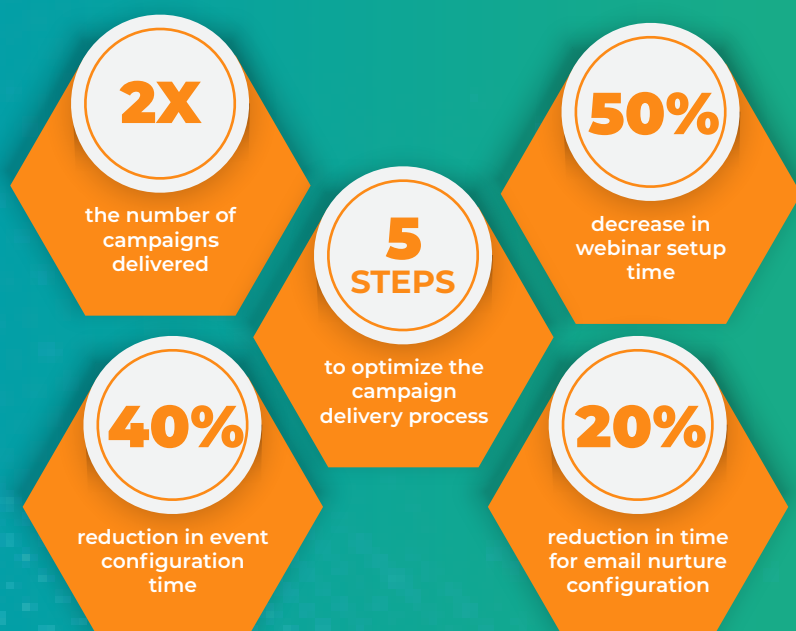 2X
the number of
campaigns
delivered
50%
decrease in
webinar setup
time
5
STEPS
to optimize the
campaign
delivery process
40%
reduction in event
configuration
time
20%
reduction in time
for email nurture
configuration